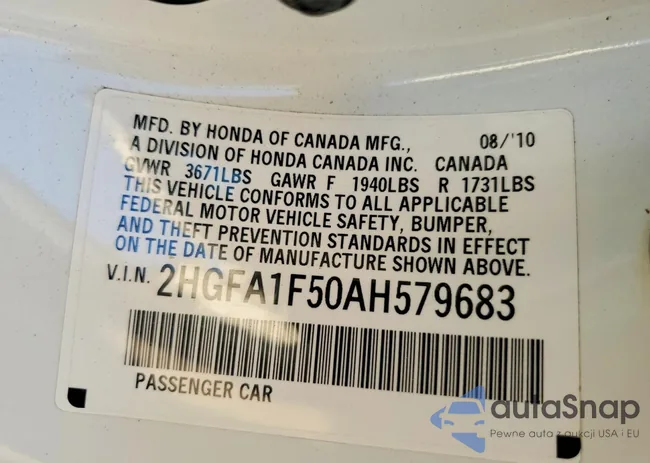 MFD. BY HONDA OF CANADA MFG., 08/'10
A DIVISION OF HONDA CANADA INC. CANADA
GVWR 3671LBS GAWR F 1940LBS R 1731LBS
THIS VEHICLE CONFORMS TO ALL APPLICABLE
FEDERAL MOTOR VEHICLE SAFETY, BUMPER,
AND THEFT PREVENTION STANDARDS IN EFFECT
ON THE DATE OF MANUFACTURE SHOWN ABOVE.
V.I.N. 2HGFA1F50AH579683
PASSENGER CAR
autaSnap
Pewne auta z aukcji USA i EU